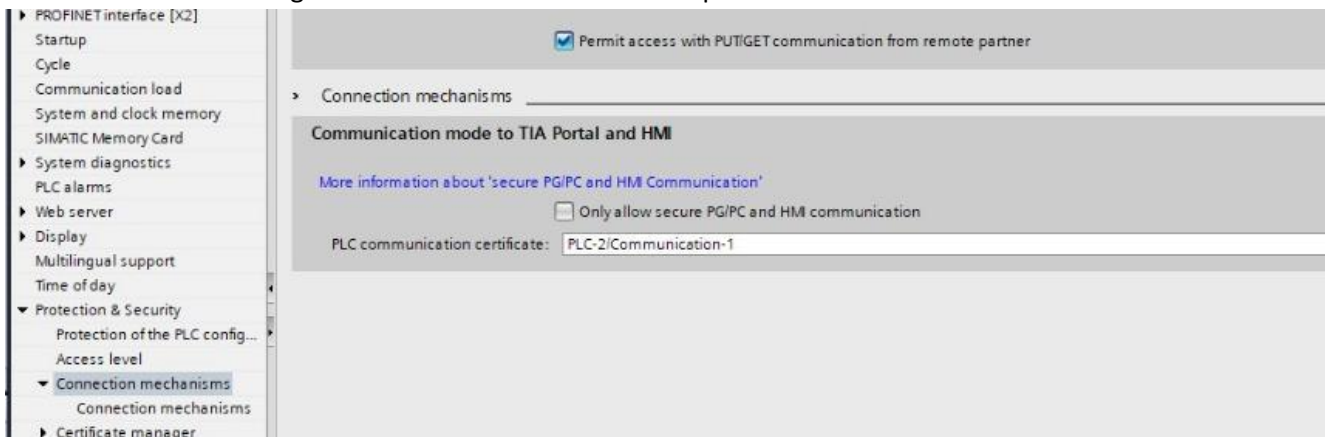 PROFINET interface [X2]
Startup
Cycle
Communication load
System and clock memory
SIMATIC Memory Card
System diagnostics
PLC alarms
Web server
Display
Multilingual support
Time of day
Protection & Security
Protection of the PLC config...
Access level
Connection mechanisms
Connection mechanisms
Certificate manager
Permit access with PUT/GET communication from remote partner
Connection mechanisms
Communication mode to TIA Portal and HMI
More information about 'secure PG/PC and HMI Communication'
Only allow secure PG/PC and HMI communication
PLC communication certificate: PLC-2/Communication-1